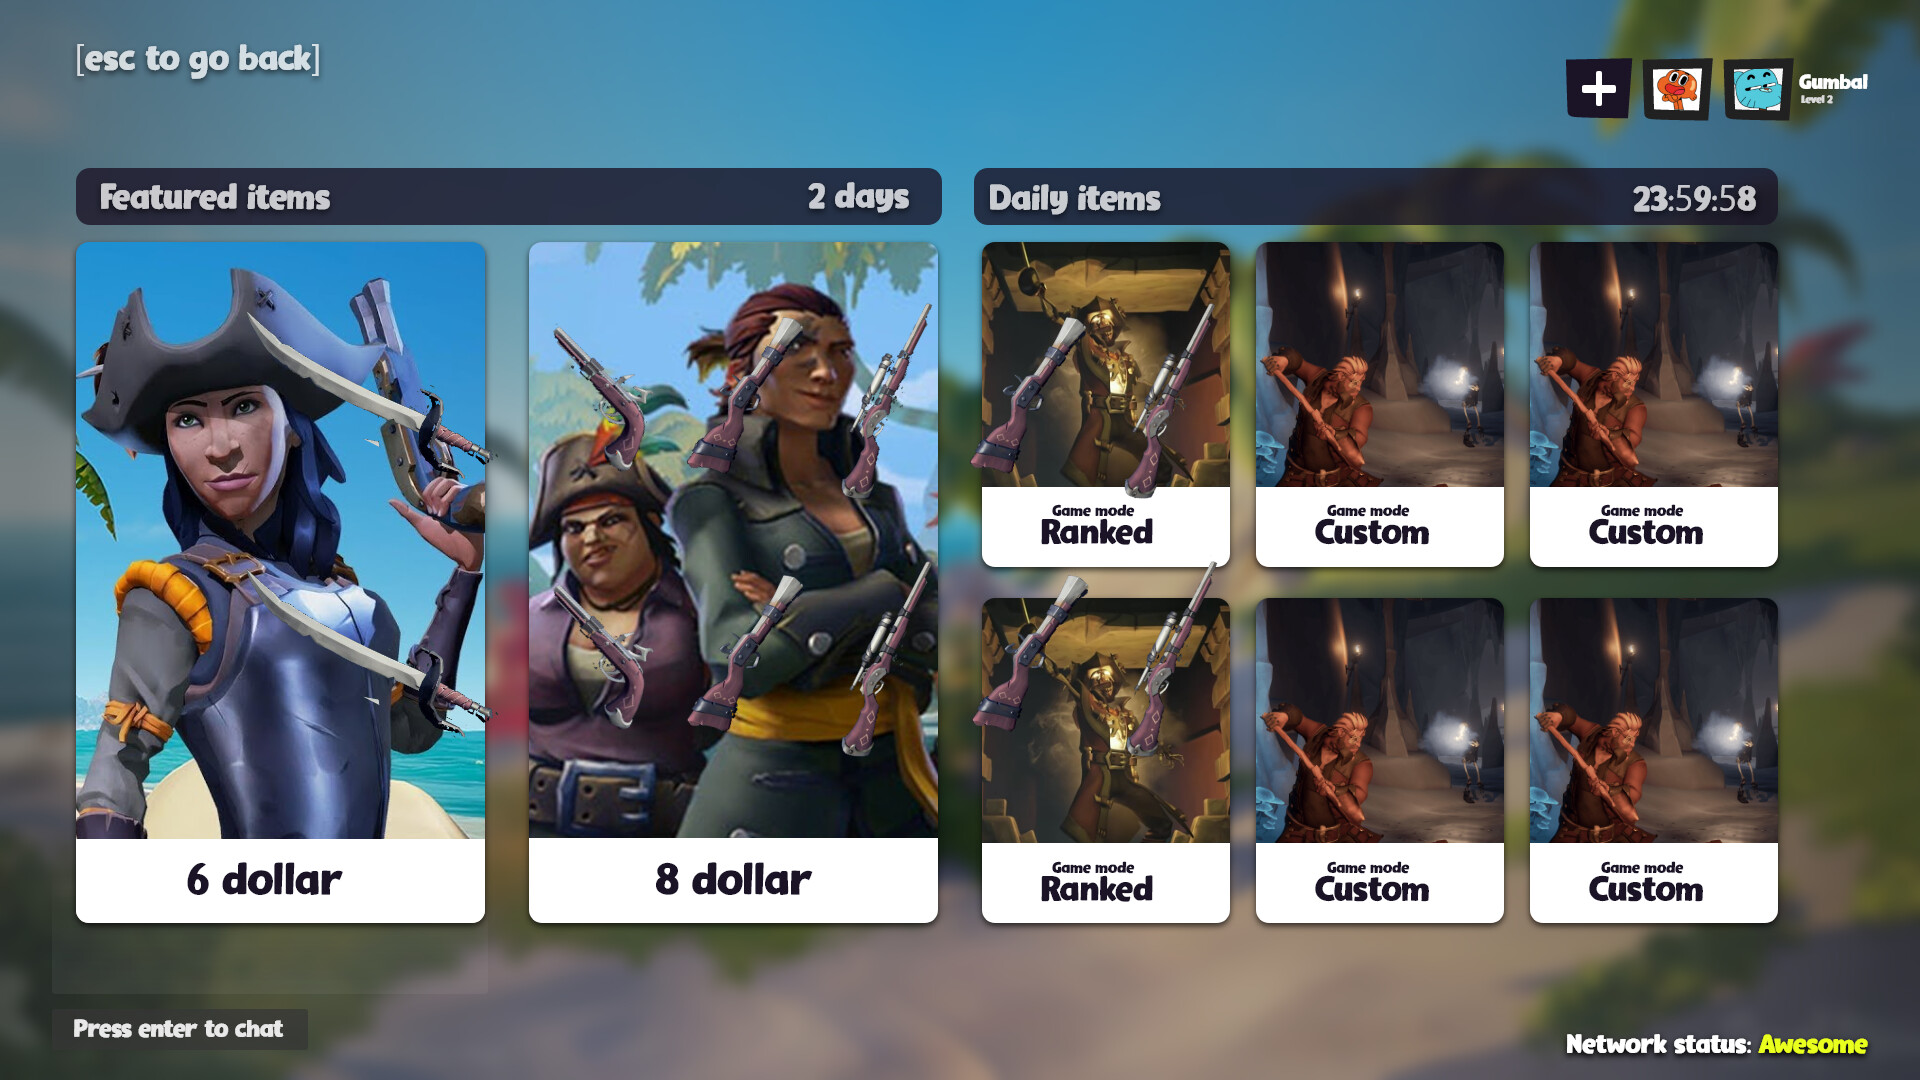 [esc to go back]
Gumbal
Level 2
Featured items
2 days
Daily items
23:59:58
Game mode
Ranked
Game mode
Custom
Game mode
Custom
6 dollar
8 dollar
Game mode
Ranked
Game mode
Custom
Game mode
Custom
Press enter to chat
Network status: Awesome